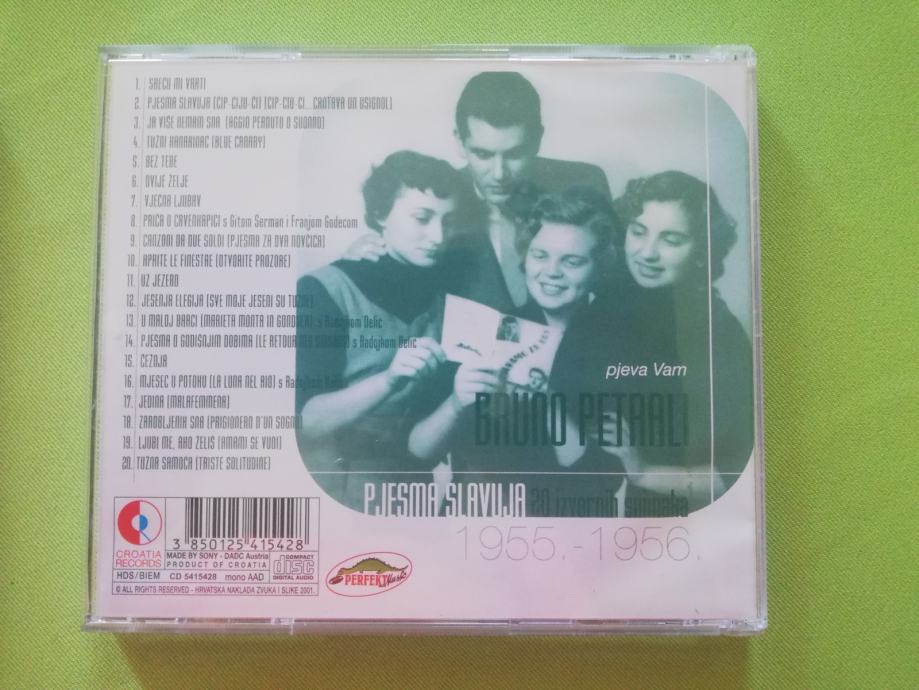 1. SREĆU MI VRATI
2. PJESMA SLAVUJA (CIP-CIJU-CI) (CIP-CIU-CI...CANTAVA UN USIGNOL)
3. JA VIŠE NEMAM SNA (AGGIO PERDUTO O SUONNO)
4. TUŽNI KANARINAC (BLUE CANARY)
5. BEZ TEBE
6. DVIJE ŽELJE
7. VJEČNA LJUBAV
8. PRIČA O CRVENKAPICI s Gitom Šerman i Franjom Godecom
9. CANZONI DA DUE SOLDI (PJESMA ZA DVA NOVČIĆA)
10. APRITE LE FINESTRE (OTVORITE PROZORE)
11. UZ JEZERO
12. JESENJA ELEGIJA (SVE MOJE JESENI SU TUŽNE)
13. U MALOJ BARCI (MARIETA MONTA IN GONDOLA) s Radojkom Delić
14. PJESMA O GODIŠNJIM DOBIMA (LE RETOUR DES SAISONS) s Radojkom Delić
15. ČEŽNJA
16. MJESEC U POTOKU (LA LUNA NEL RIO) s Radojkom
17. JEDINA (MALAFEMMENA)
18. ZAROBLJENIK SNA (PRIGIONERO D'UN SOGNO)
19. LJUBI ME, AKO ŽELIŠ (AMAMI SE VUOI)
20. TUŽNA SAMOĆA (TRISTE SOLITUDINE)
pjeva Vam
BRUNO PETRALI
PJESMA SLAVUJA 20 izvornih snimaka
1955.-1956.
CROATIA
RECORDS
3 850125 415428
MADE BY SONY - DADC Austria
PRODUCT OF CROATIA
COMPACT
disc
DIGITAL AUDIO
HDS/BIEM CD 5415428 mono AAD
© ALL RIGHTS RESERVED - HRVATSKA NAKLADA ZVUKA I SLIKE 2001.
PERFEKT